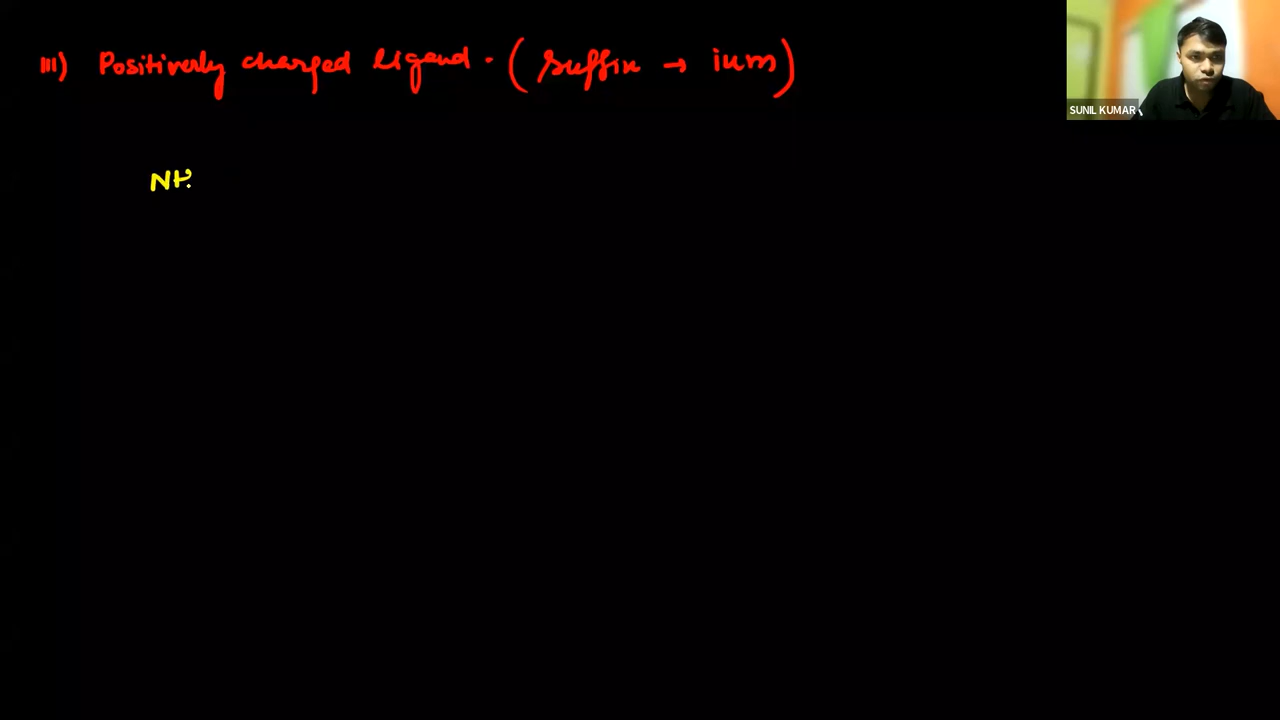 III) Positively charged ligand. (suffix → ium)
SUNIL KUMAR
NH